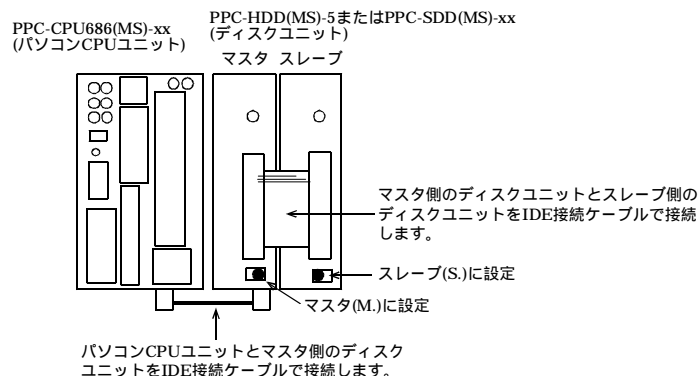 PPC-CPU686(MS)-xx
(パソコンCPUユニット)
PPC-HDD(MS)-5またはPPC-SDD(MS)-xx
(ディスクユニット)
マスタ スレーブ
マスタ側のディスクユニットとスレーブ側の
ディスクユニットをIDE接続ケーブルで接続
します。
スレーブ(S.)に設定
マスタ(M.)に設定
パソコンCPUユニットとマスタ側のディスク
ユニットをIDE接続ケーブルで接続します。